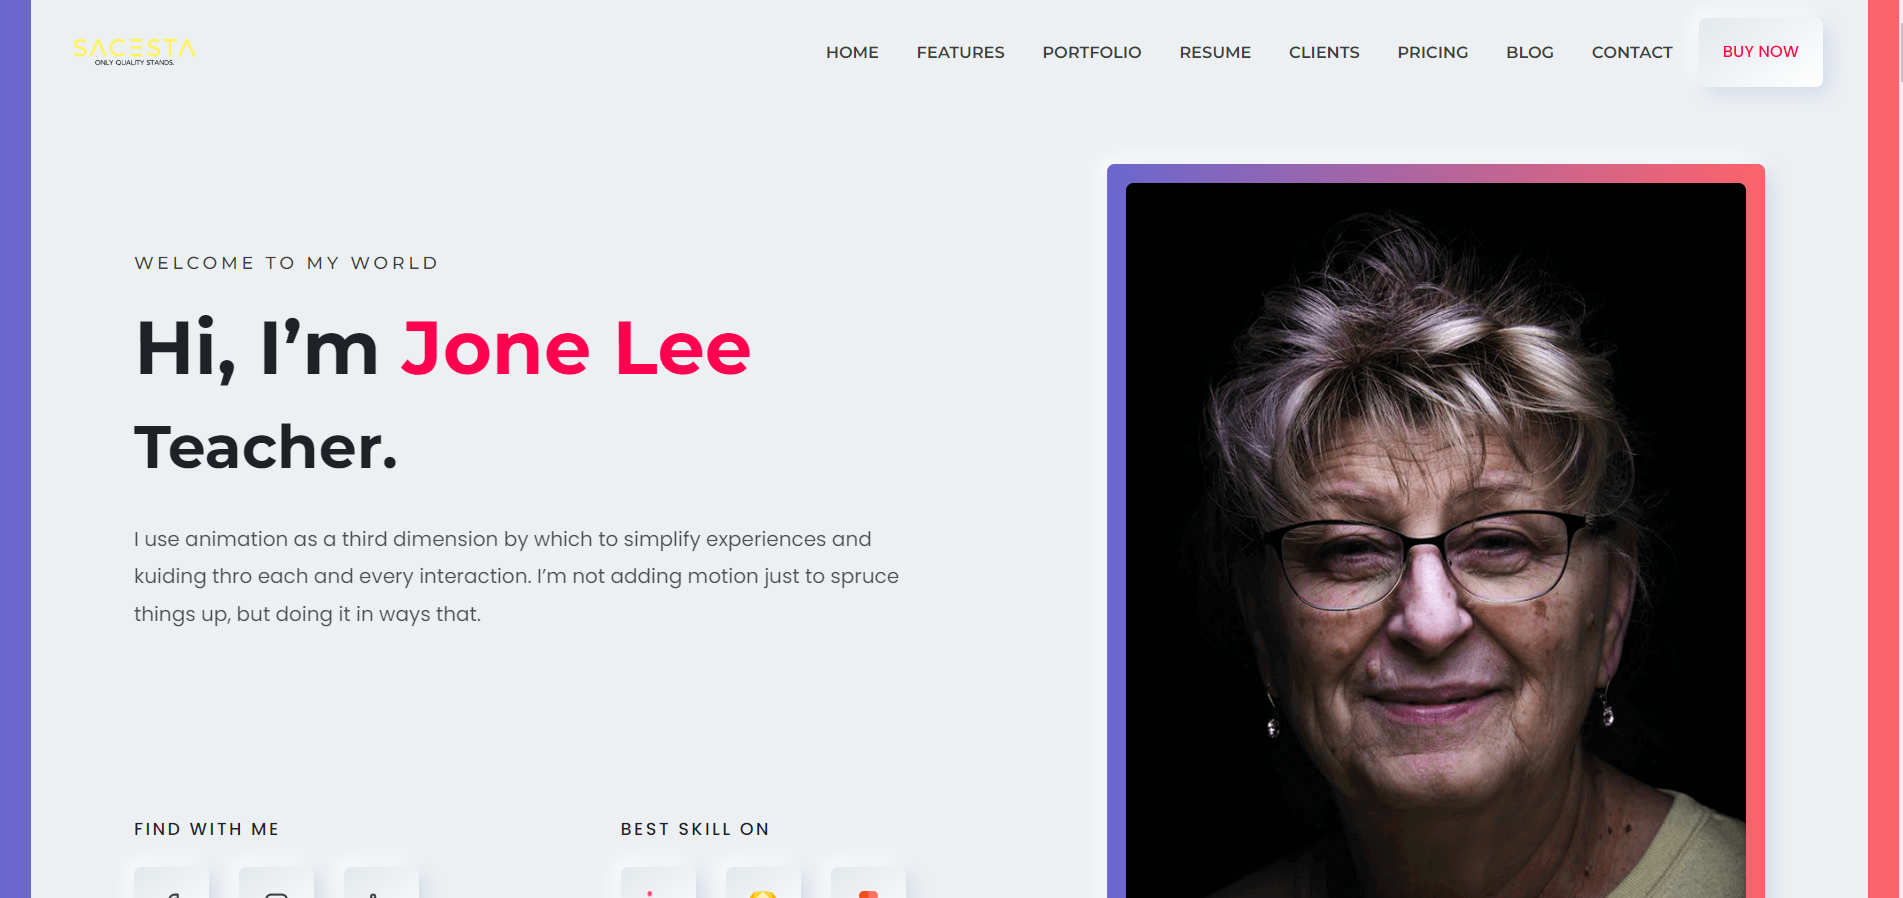 SACESTA
ONLY QUALITY STANDS.
HOME FEATURES PORTFOLIO RESUME CLIENTS PRICING BLOG CONTACT BUY NOW
WELCOME TO MY WORLD
Hi, I’m Jone Lee
Teacher.
I use animation as a third dimension by which to simplify experiences and
kuiding thro each and every interaction. I’m not adding motion just to spruce
things up, but doing it in ways that.
FIND WITH ME
BEST SKILL ON